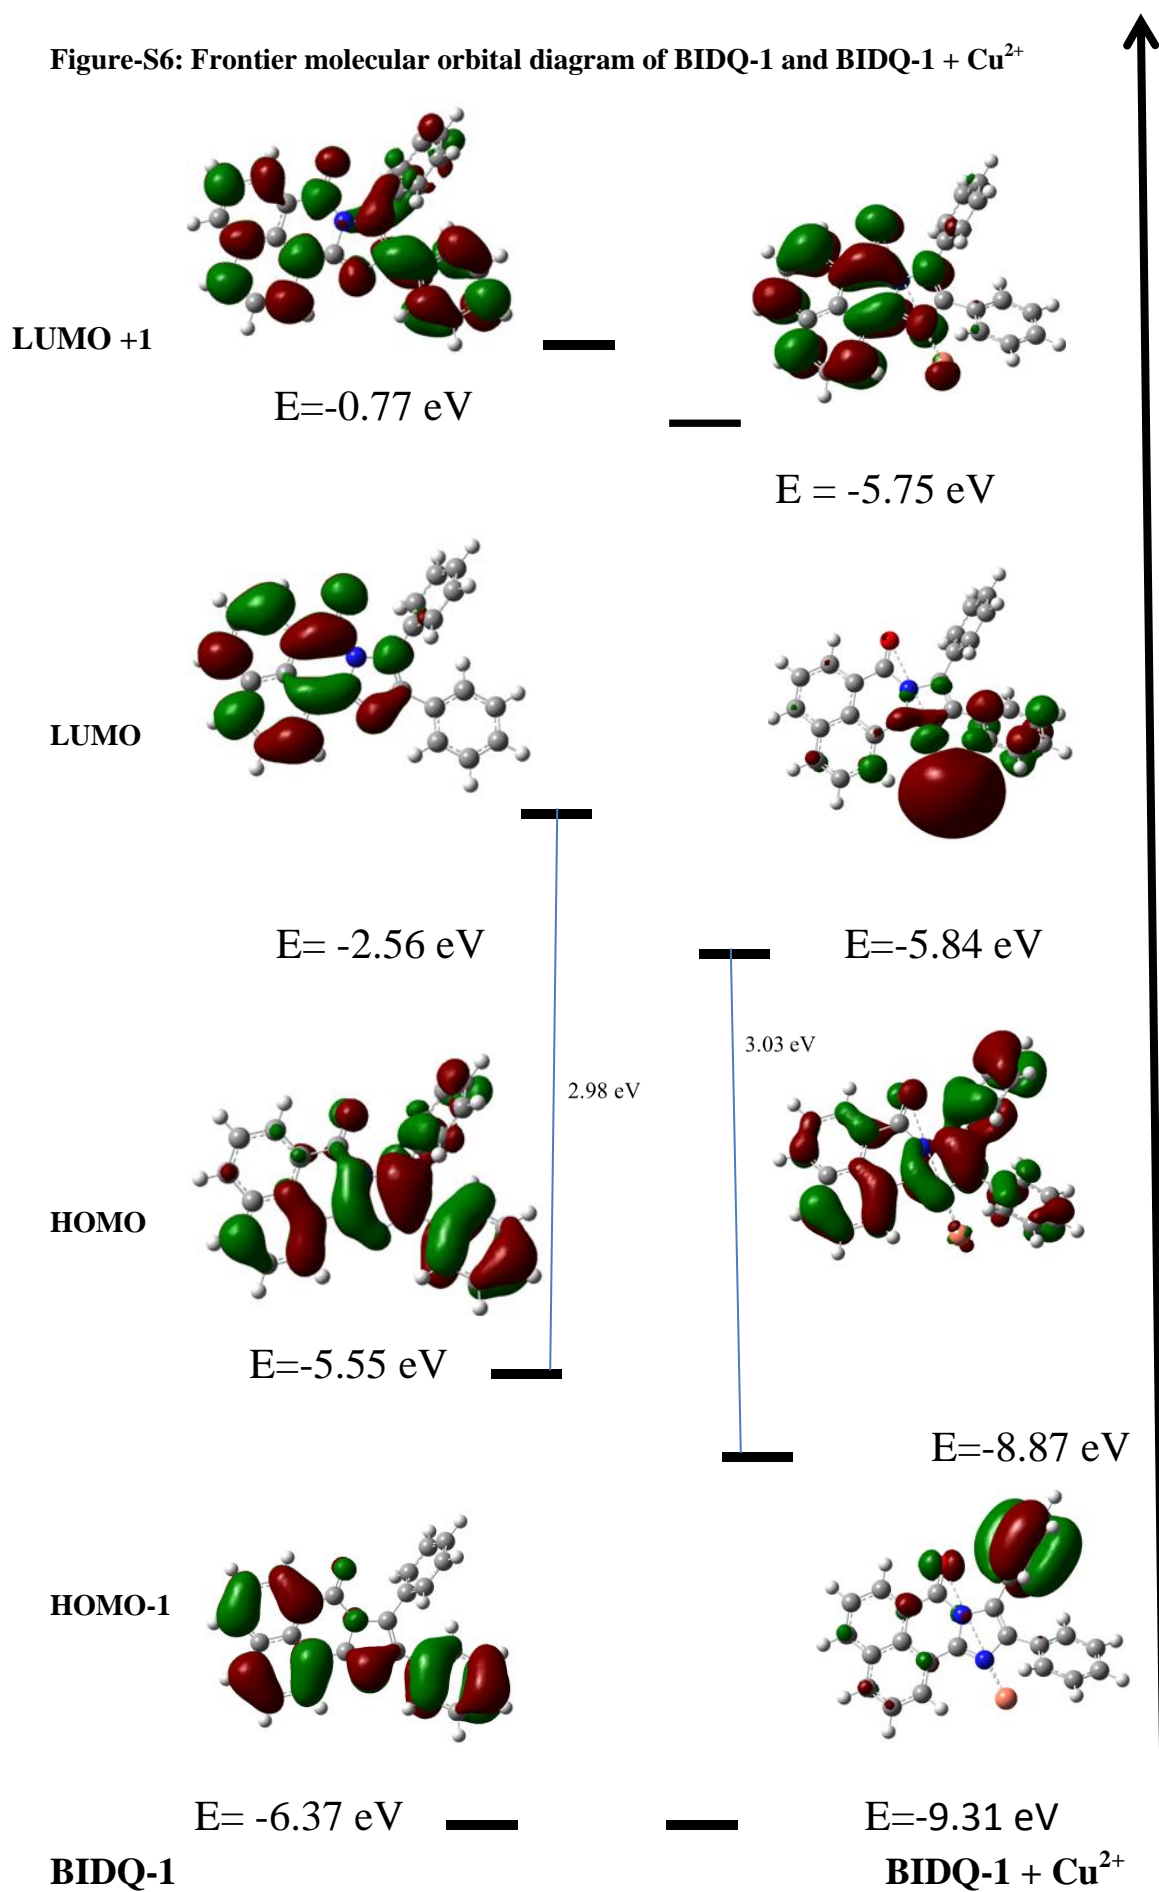 Figure-S6: Frontier molecular orbital diagram of BIDQ-1 and BIDQ-1 + Cu²⁺
LUMO +1
E=-0.77 eV
E = -5.75 eV
LUMO
E= -2.56 eV
E=-5.84 eV
3.03 eV
2.98 eV
HOMO
E=-5.55 eV
E=-8.87 eV
HOMO-1
E= -6.37 eV
E=-9.31 eV
BIDQ-1
BIDQ-1 + Cu²⁺